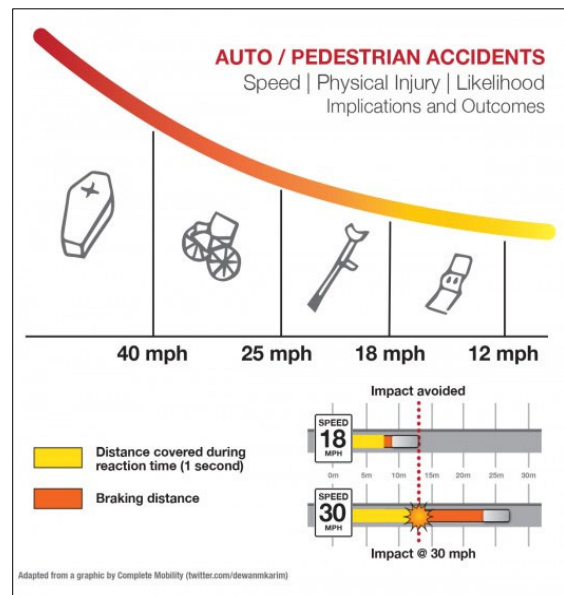 AUTO / PEDESTRIAN ACCIDENTS
Speed | Physical Injury | Likelihood
Implications and Outcomes
40 mph
25 mph
18 mph
12 mph
Impact avoided
SPEED
18
MPH
0m
5m
10m
15m
20m
25m
30m
Distance covered during
reaction time (1 second)
Braking distance
SPEED
30
MPH
Impact @ 30 mph
Adapted from a graphic by Complete Mobility (twitter.com/dewanmkarim)